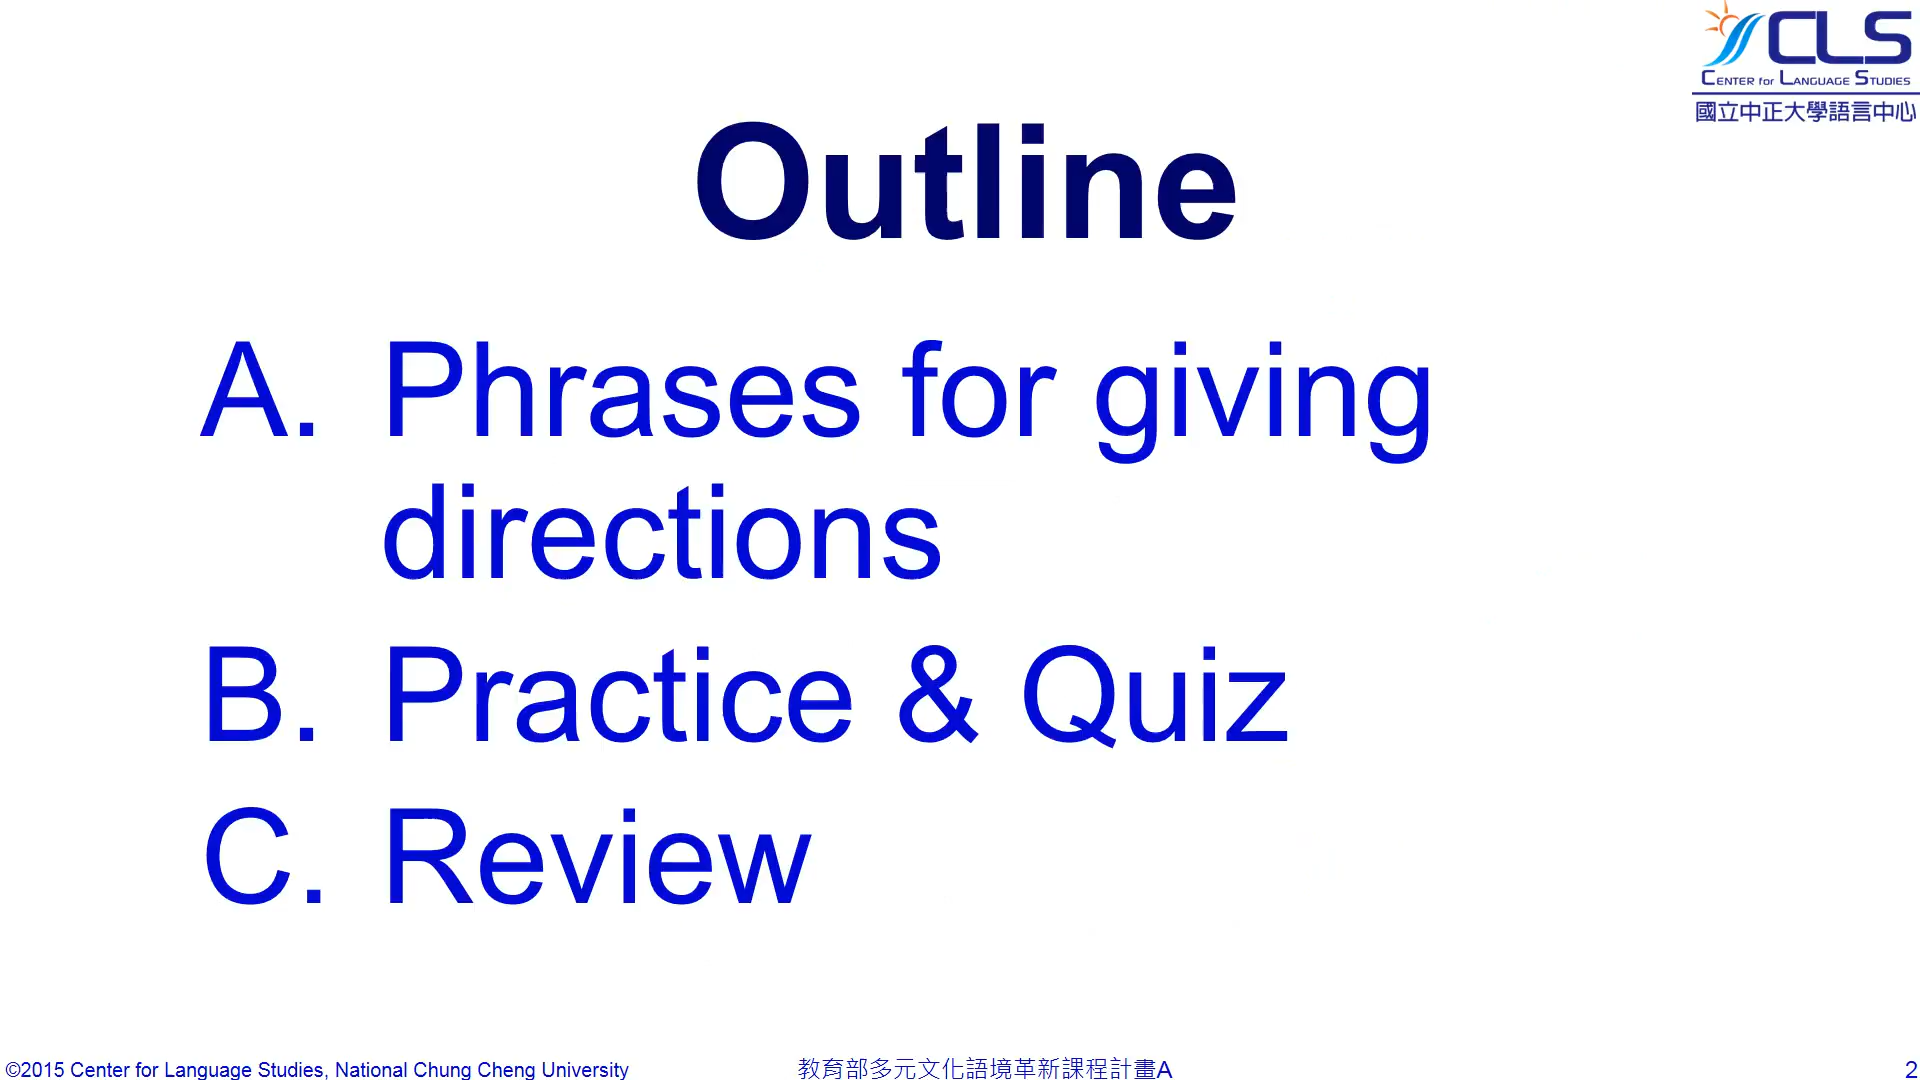 CLS
CENTER for LANGUAGE STUDIES
國立中正大學語言中心
Outline
A. Phrases for giving
directions
B. Practice & Quiz
C. Review
©2015 Center for Language Studies, National Chung Cheng University
教育部多元文化語境革新課程計畫A
2